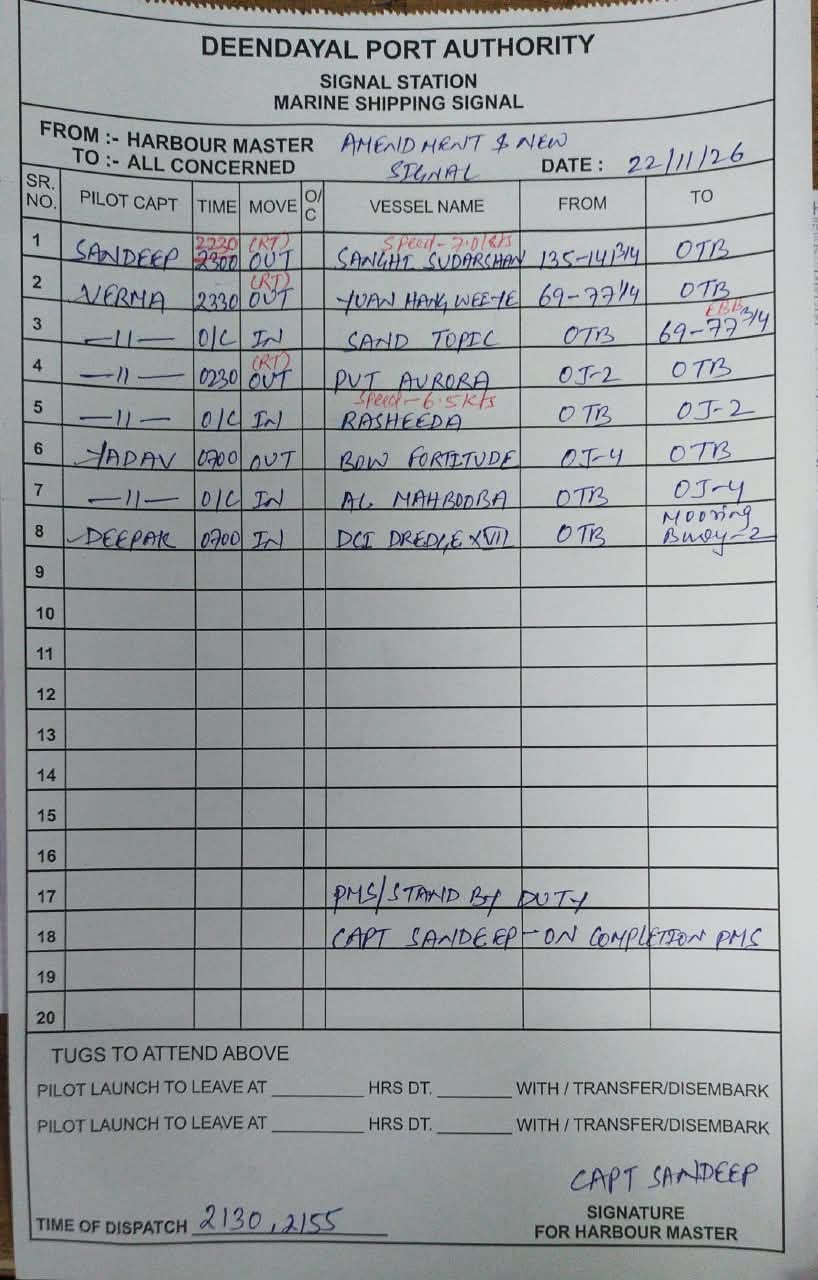 DEENDAYAL PORT AUTHORITY
SIGNAL STATION
MARINE SHIPPING SIGNAL
FROM :- HARBOUR MASTER AMENDMENT & NEW
TO :- ALL CONCERNED SIGNAL DATE : 22/11/26
SR. NO. PILOT CAPT TIME MOVE O/C VESSEL NAME FROM TO
2230 (RT) Speed-7.0kts
1 SANDEEP 2300 OUT SANGHI SUDARSHAN 135-141 3/4 OTB
(RT)
2 VERMA 2330 OUT YUAN HANG WEI YE 69-77 1/4 OTB
EBB
3 —11— O/C IN SAND TOPIC OTB 69-77 3/4
(RT)
4 —11— 0230 OUT PVT AURORA OJ-2 OTB
Speed-6.5kts
5 —11— O/C IN RASHEEDA OTB OJ-2
6 YADAV 0700 OUT BOW FORTITUDE OJ-4 OTB
7 —11— O/C IN AL MAHBOOBA OTB OJ-4
Mooring
8 DEEPAK 0700 IN DCI DREDGE XVII OTB Buoy-2
9
10
11
12
13
14
15
16
17 PMS/STAND BY DUTY
18 CAPT SANDEEP-ON COMPLETION PMS
19
20
TUGS TO ATTEND ABOVE
PILOT LAUNCH TO LEAVE AT HRS DT. WITH / TRANSFER/DISEMBARK
PILOT LAUNCH TO LEAVE AT HRS DT. WITH / TRANSFER/DISEMBARK
CAPT SANDEEP
TIME OF DISPATCH 2130, 2155
SIGNATURE
FOR HARBOUR MASTER